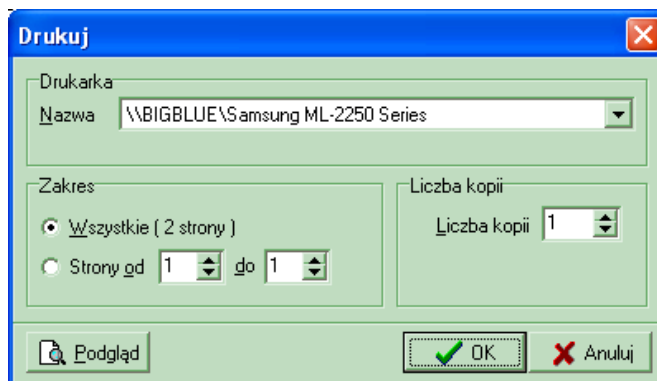 Drukuj
Drukarka
Nazwa \\BIGBLUE\Samsung ML-2250 Series
Zakres
Wszystkie ( 2 strony )
Strony od 1 do 1
Liczba kopii
Liczba kopii 1
Podgląd
OK
Anuluj